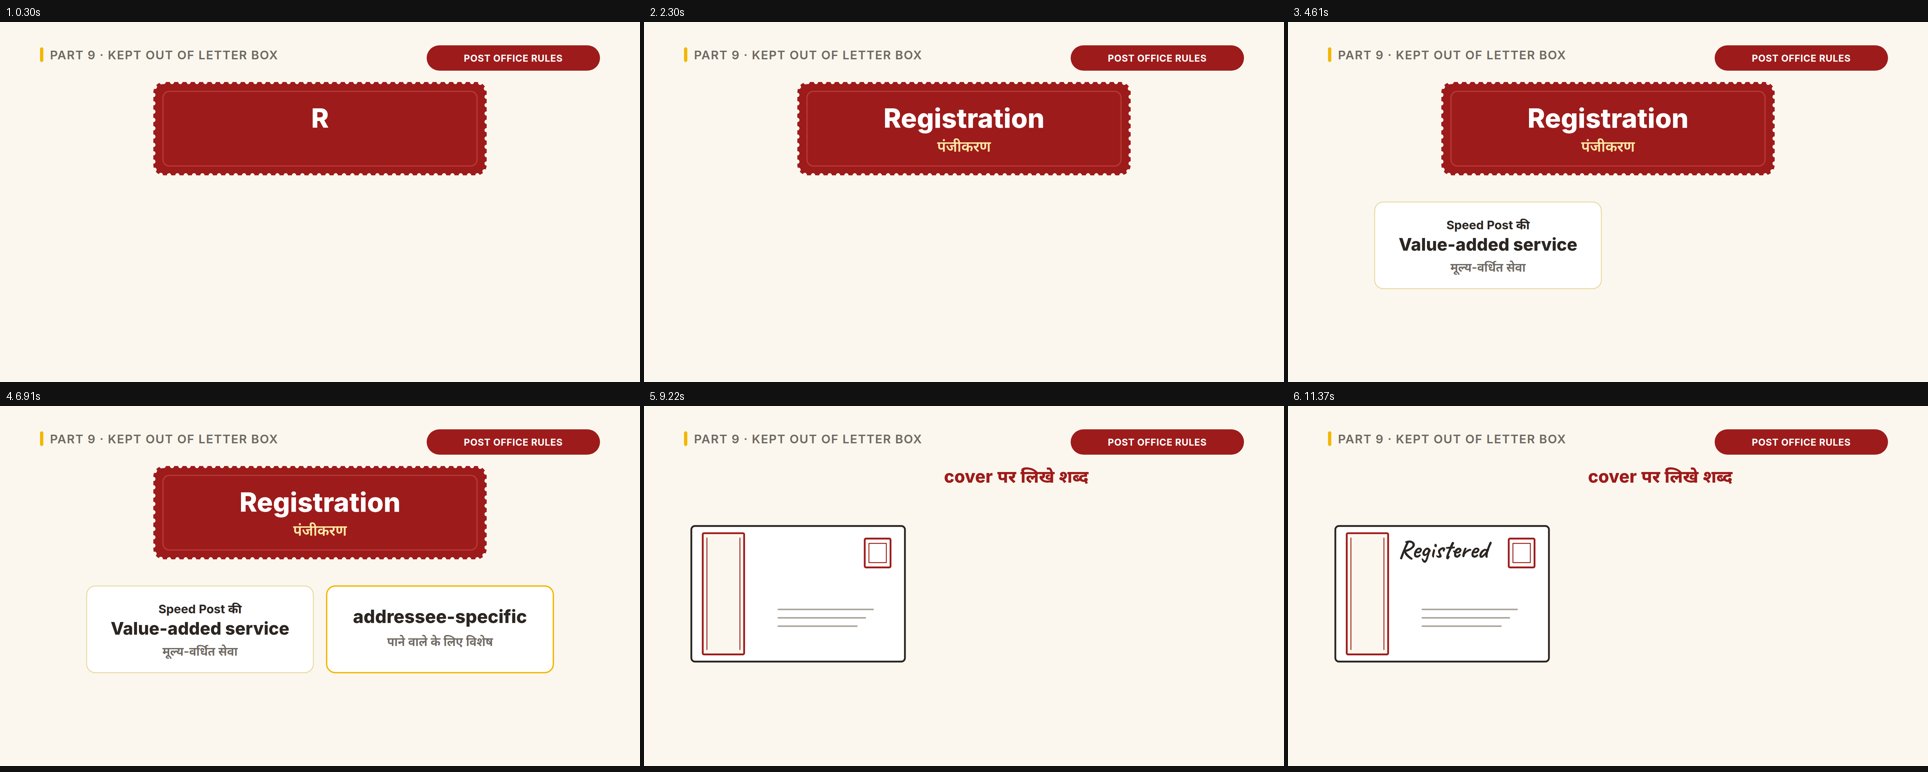 1. 0.30s
PART 9 · KEPT OUT OF LETTER BOX
POST OFFICE RULES
R
2. 2.30s
PART 9 · KEPT OUT OF LETTER BOX
POST OFFICE RULES
Registration
पंजीकरण
3. 4.61s
PART 9 · KEPT OUT OF LETTER BOX
POST OFFICE RULES
Registration
पंजीकरण
Speed Post की
Value-added service
मूल्य-वर्धित सेवा
4. 6.91s
PART 9 · KEPT OUT OF LETTER BOX
POST OFFICE RULES
Registration
पंजीकरण
Speed Post की
Value-added service
मूल्य-वर्धित सेवा
addressee-specific
पाने वाले के लिए विशेष
5. 9.22s
PART 9 · KEPT OUT OF LETTER BOX
POST OFFICE RULES
cover पर लिखे शब्द
6. 11.37s
PART 9 · KEPT OUT OF LETTER BOX
POST OFFICE RULES
cover पर लिखे शब्द
Registered